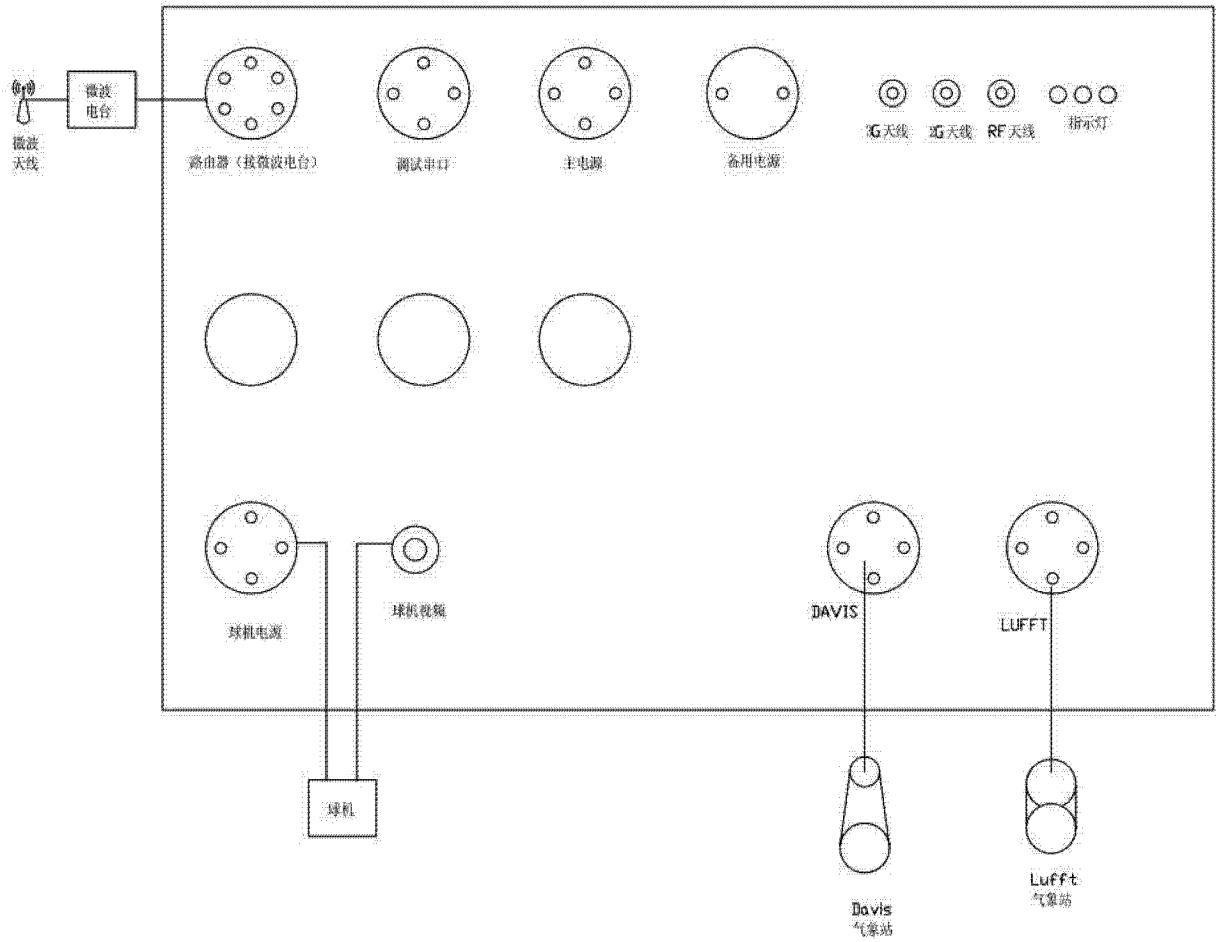 微波
电台
微波
天线
路由器（接微波电台）
调试串口
主电源
备用电源
3G天线
2G天线
RF天线
指示灯
球机电源
球机视频
DAVIS
LUFFT
球机
Davis
气象站
Lufft
气象站